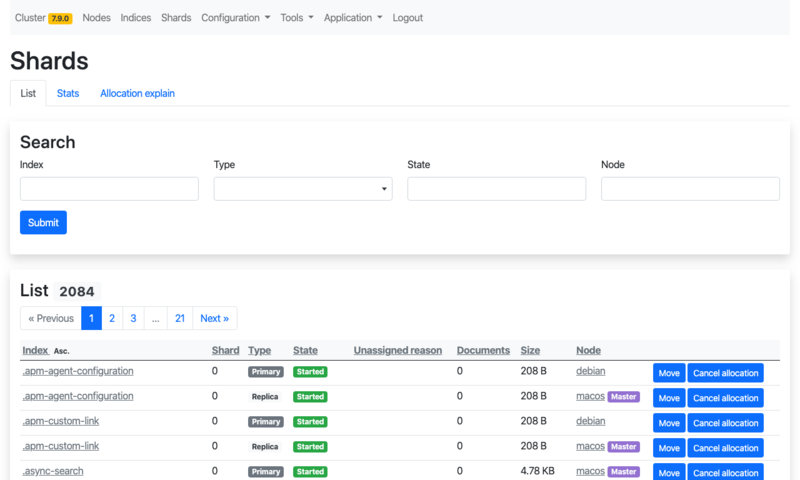 Cluster 7.9.0 Nodes Indices Shards Configuration Tools Application Logout
Shards
List Stats Allocation explain
Search
Index Type State Node
Submit
List 2084
« Previous 1 2 3 ... 21 Next »
Index Asc. Shard Type State Unassigned reason Documents Size Node
.apm-agent-configuration 0 Primary Started 0 208 B debian Move Cancel allocation
.apm-agent-configuration 0 Replica Started 0 208 B macos Master Move Cancel allocation
.apm-custom-link 0 Primary Started 0 208 B debian Move Cancel allocation
.apm-custom-link 0 Replica Started 0 208 B macos Master Move Cancel allocation
.async-search 0 Primary Started 0 4.78 KB macos Master Move Cancel allocation